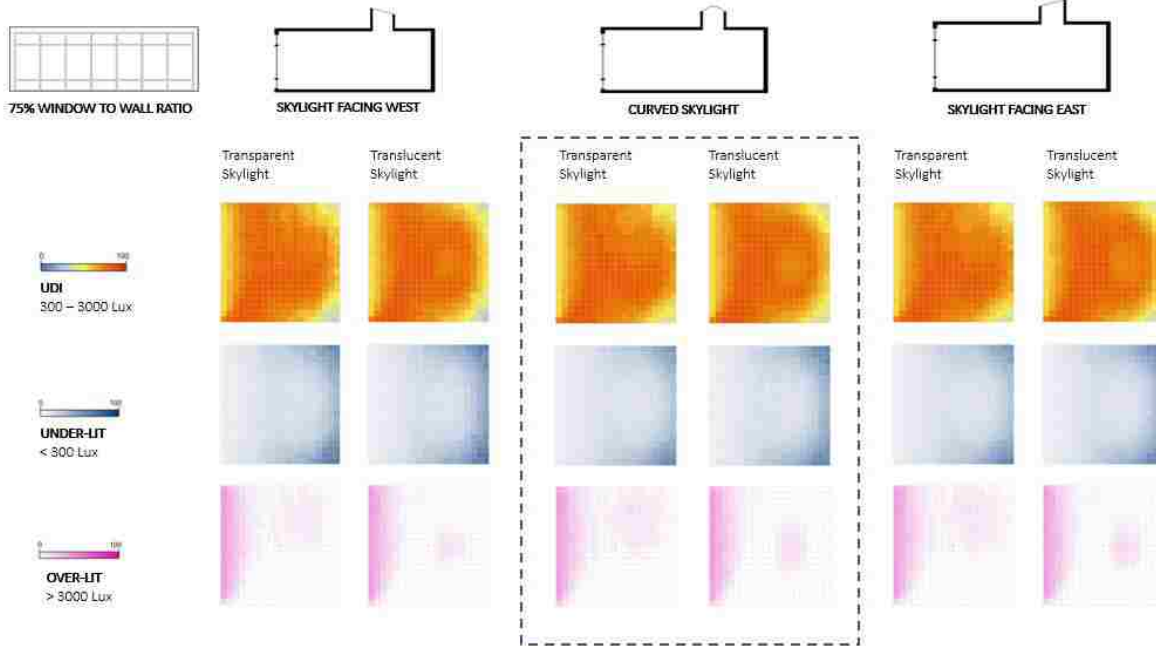 75% WINDOW TO WALL RATIO
SKYLIGHT FACING WEST
CURVED SKYLIGHT
SKYLIGHT FACING EAST
Transparent
Skylight
Translucent
Skylight
Transparent
Skylight
Translucent
Skylight
Transparent
Skylight
Translucent
Skylight
0 100
UDI
300 – 3000 Lux
0 100
UNDER-LIT
< 300 Lux
0 100
OVER-LIT
> 3000 Lux